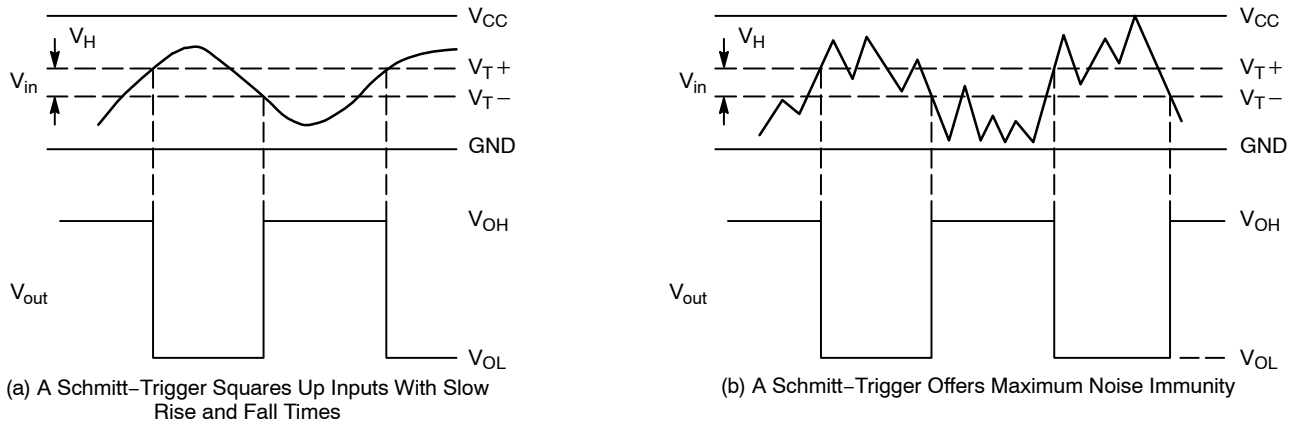 V_CC
V_H
V_T+
V_in
V_T−
GND
V_OH
V_out
V_OL
(a) A Schmitt−Trigger Squares Up Inputs With Slow
Rise and Fall Times
V_CC
V_H
V_T+
V_in
V_T−
GND
V_OH
V_out
V_OL
(b) A Schmitt−Trigger Offers Maximum Noise Immunity